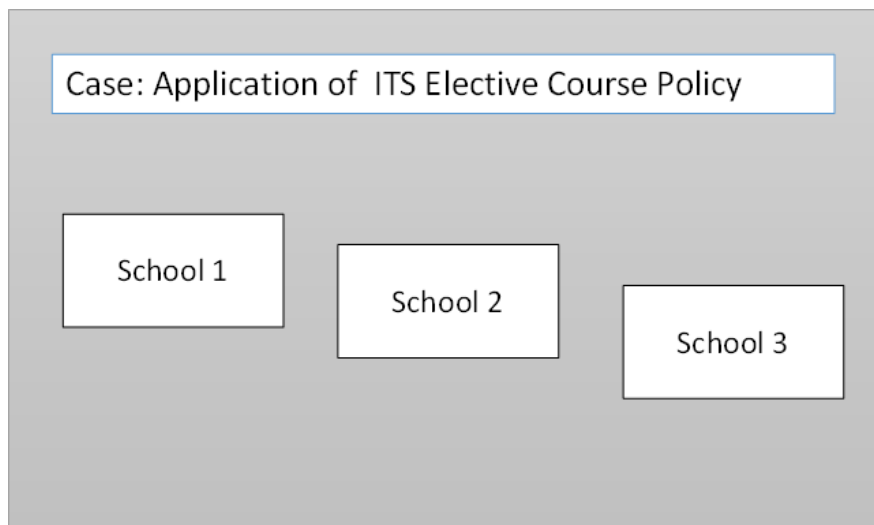 Case: Application of  ITS Elective Course Policy
School 1
School 2
School 3